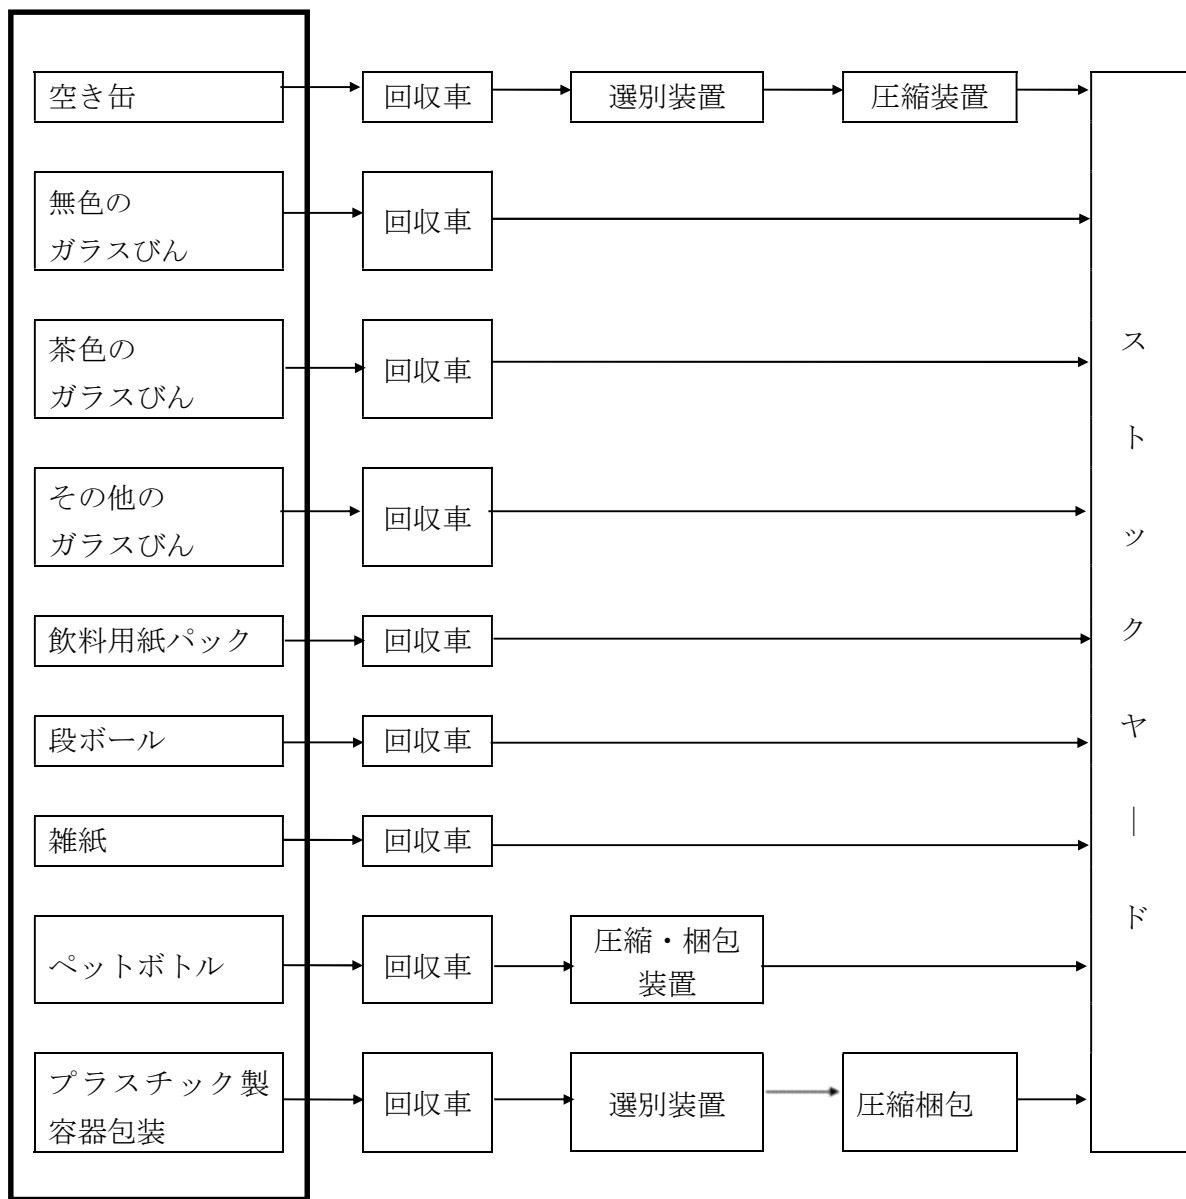 空き缶
回収車
選別装置
圧縮装置
無色の
ガラスびん
回収車
茶色の
ガラスびん
回収車
その他の
ガラスびん
回収車
飲料用紙パック
回収車
段ボール
回収車
雑紙
回収車
ペットボトル
回収車
圧縮・梱包
装置
プラスチック製
容器包装
回収車
選別装置
圧縮梱包
ストックヤード